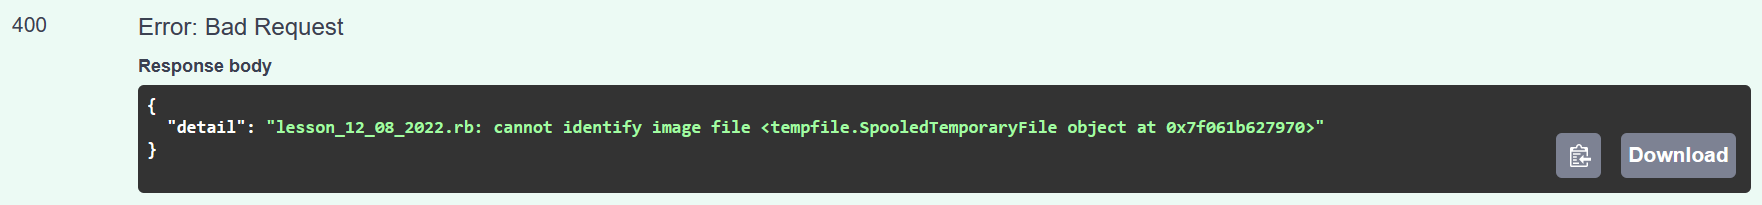 400 Error: Bad Request
Response body
{
"detail": "lesson_12_08_2022.rb: cannot identify image file <tempfile.SpooledTemporaryFile object at 0x7f061b627970>"
}
Download